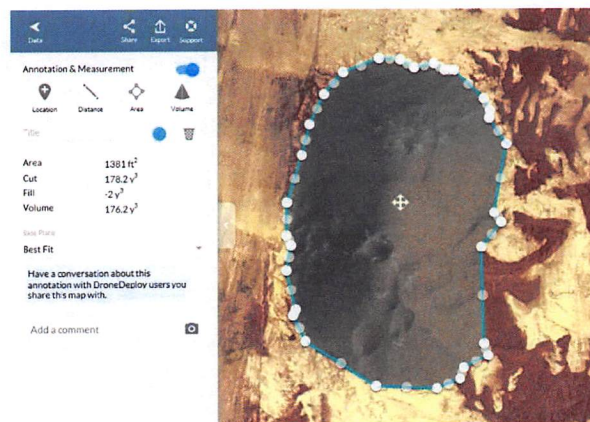 Data
Share
Export
Support
Annotation & Measurement
Location
Distance
Area
Volume
Title
Area 1381 ft²
Cut 178.2 y³
Fill -2 y³
Volume 176.2 y³
Base Plane
Best Fit
Have a conversation about this
annotation with DroneDeploy users you
share this map with.
Add a comment